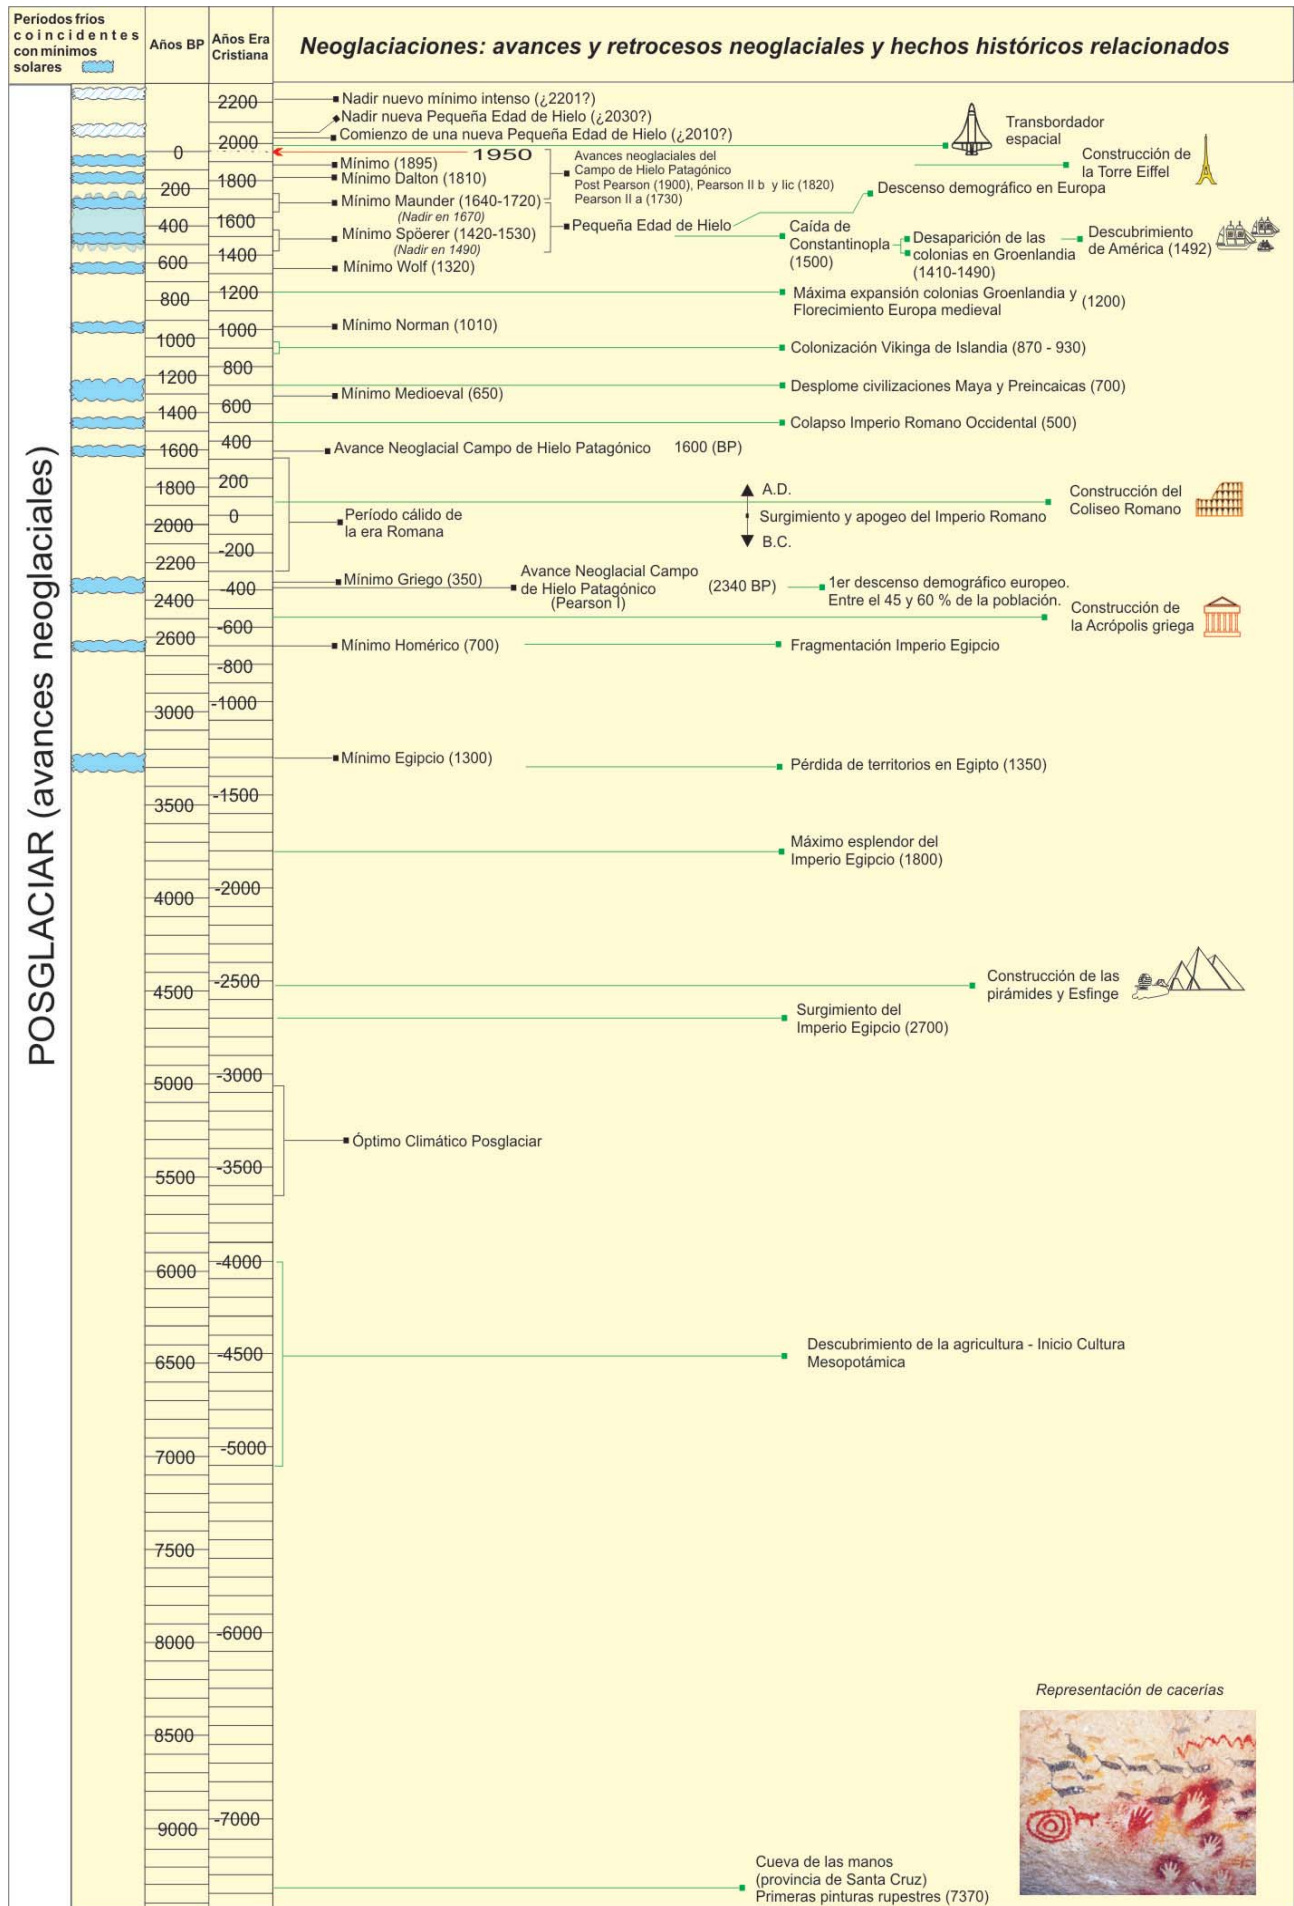 Períodos fríos
coincidentes
con mínimos
solares
Años BP
Años Era
Cristiana
Neoglaciaciones: avances y retrocesos neoglaciales y hechos históricos relacionados
POSGLACIAR (avances neoglaciales)
0
200
400
600
800
1000
1200
1400
1600
1800
2000
2200
2400
2600
3000
3500
4000
4500
5000
5500
6000
6500
7000
7500
8000
8500
9000
2200
2000
1800
1600
1400
1200
1000
800
600
400
200
0
-200
-400
-600
-800
-1000
-1500
-2000
-2500
-3000
-3500
-4000
-4500
-5000
-6000
-7000
Nadir nuevo mínimo intenso (¿2201?)
Nadir nueva Pequeña Edad de Hielo (¿2030?)
Comienzo de una nueva Pequeña Edad de Hielo (¿2010?)
Transbordador
espacial
1950
Mínimo (1895)
Mínimo Dalton (1810)
Avances neoglaciales del
Campo de Hielo Patagónico
Post Pearson (1900), Pearson II b y Iic (1820)
Pearson II a (1730)
Construcción de
la Torre Eiffel
Descenso demográfico en Europa
Mínimo Maunder (1640-1720)
(Nadir en 1670)
Pequeña Edad de Hielo
Mínimo Spöerer (1420-1530)
(Nadir en 1490)
Caída de
Constantinopla
(1500)
Desaparición de las
colonias en Groenlandia
(1410-1490)
Descubrimiento
de América (1492)
Mínimo Wolf (1320)
Máxima expansión colonias Groenlandia y
Florecimiento Europa medieval
(1200)
Mínimo Norman (1010)
Colonización Vikinga de Islandia (870 - 930)
Desplome civilizaciones Maya y Preincaicas (700)
Mínimo Medioeval (650)
Colapso Imperio Romano Occidental (500)
Avance Neoglacial Campo de Hielo Patagónico 1600 (BP)
Período cálido de
la era Romana
A.D.
Surgimiento y apogeo del Imperio Romano
B.C.
Construcción del
Coliseo Romano
Mínimo Griego (350)
Avance Neoglacial Campo
de Hielo Patagónico
(Pearson I)
(2340 BP)
1er descenso demográfico europeo.
Entre el 45 y 60 % de la población.
Construcción de
la Acrópolis griega
Mínimo Homérico (700)
Fragmentación Imperio Egipcio
Mínimo Egipcio (1300)
Pérdida de territorios en Egipto (1350)
Máximo esplendor del
Imperio Egipcio (1800)
Construcción de las
pirámides y Esfinge
Surgimiento del
Imperio Egipcio (2700)
Óptimo Climático Posglaciar
Descubrimiento de la agricultura - Inicio Cultura
Mesopotámica
Representación de cacerías
Cueva de las manos
(provincia de Santa Cruz)
Primeras pinturas rupestres (7370)